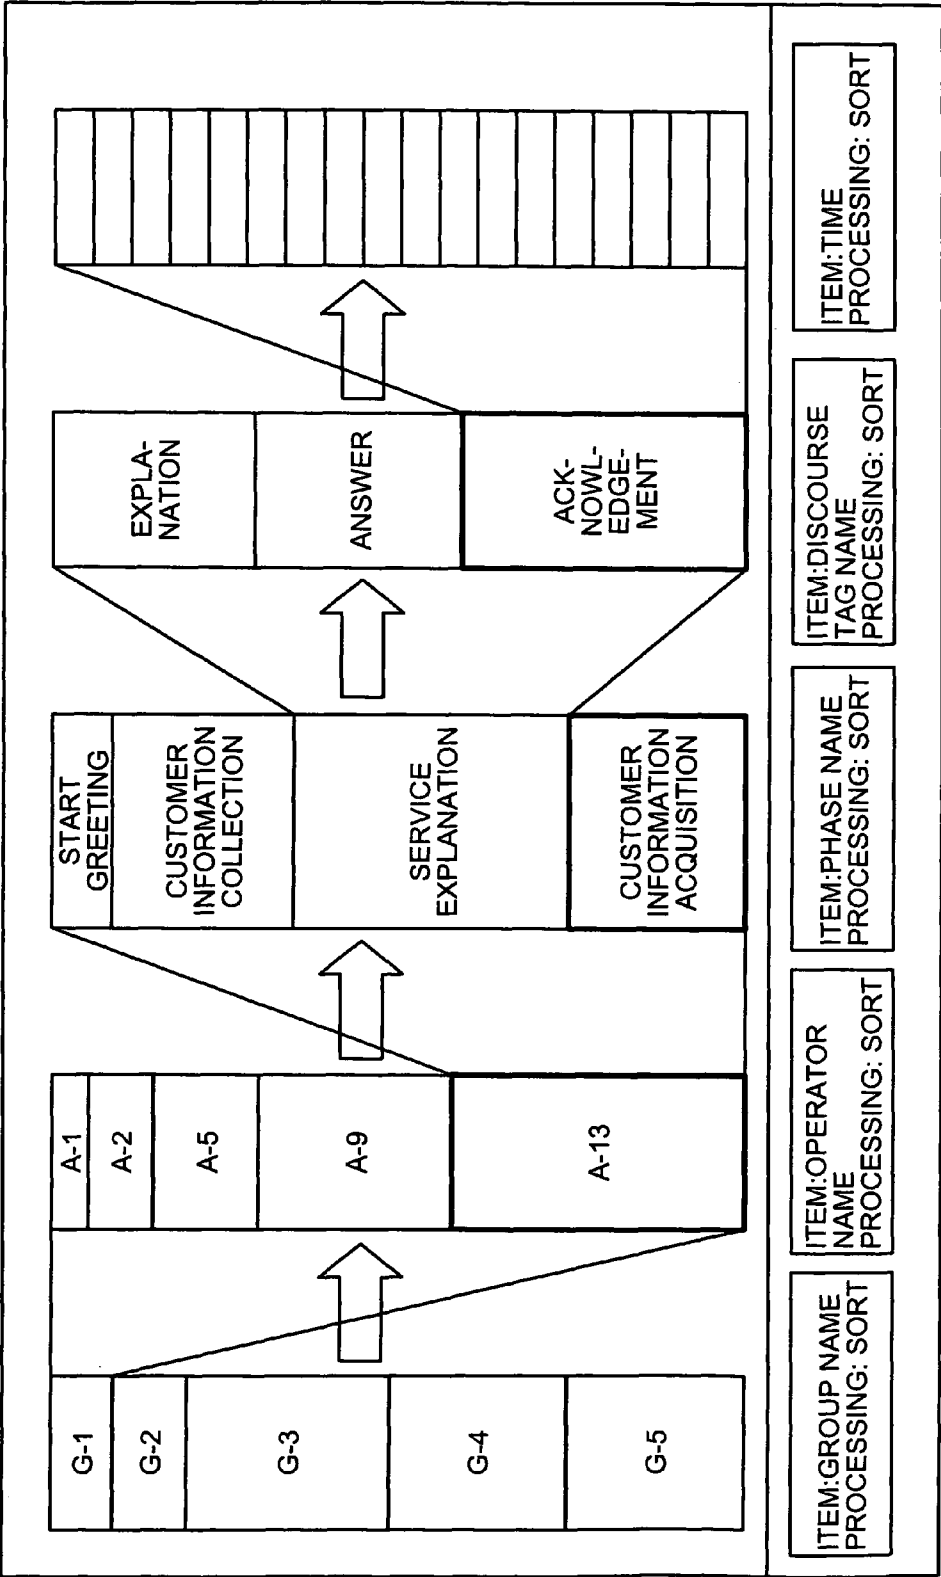 G-1
G-2
G-3
G-4
G-5
A-1
A-2
A-5
A-9
A-13
START
GREETING
CUSTOMER
INFORMATION
COLLECTION
SERVICE
EXPLANATION
CUSTOMER
INFORMATION
ACQUISITION
EXPLA-
NATION
ANSWER
ACK-
NOWL-
EDGE-
MENT
ITEM:GROUP NAME
PROCESSING: SORT
ITEM:OPERATOR
NAME
PROCESSING: SORT
ITEM:PHASE NAME
PROCESSING: SORT
ITEM:DISCOURSE
TAG NAME
PROCESSING: SORT
ITEM:TIME
PROCESSING: SORT